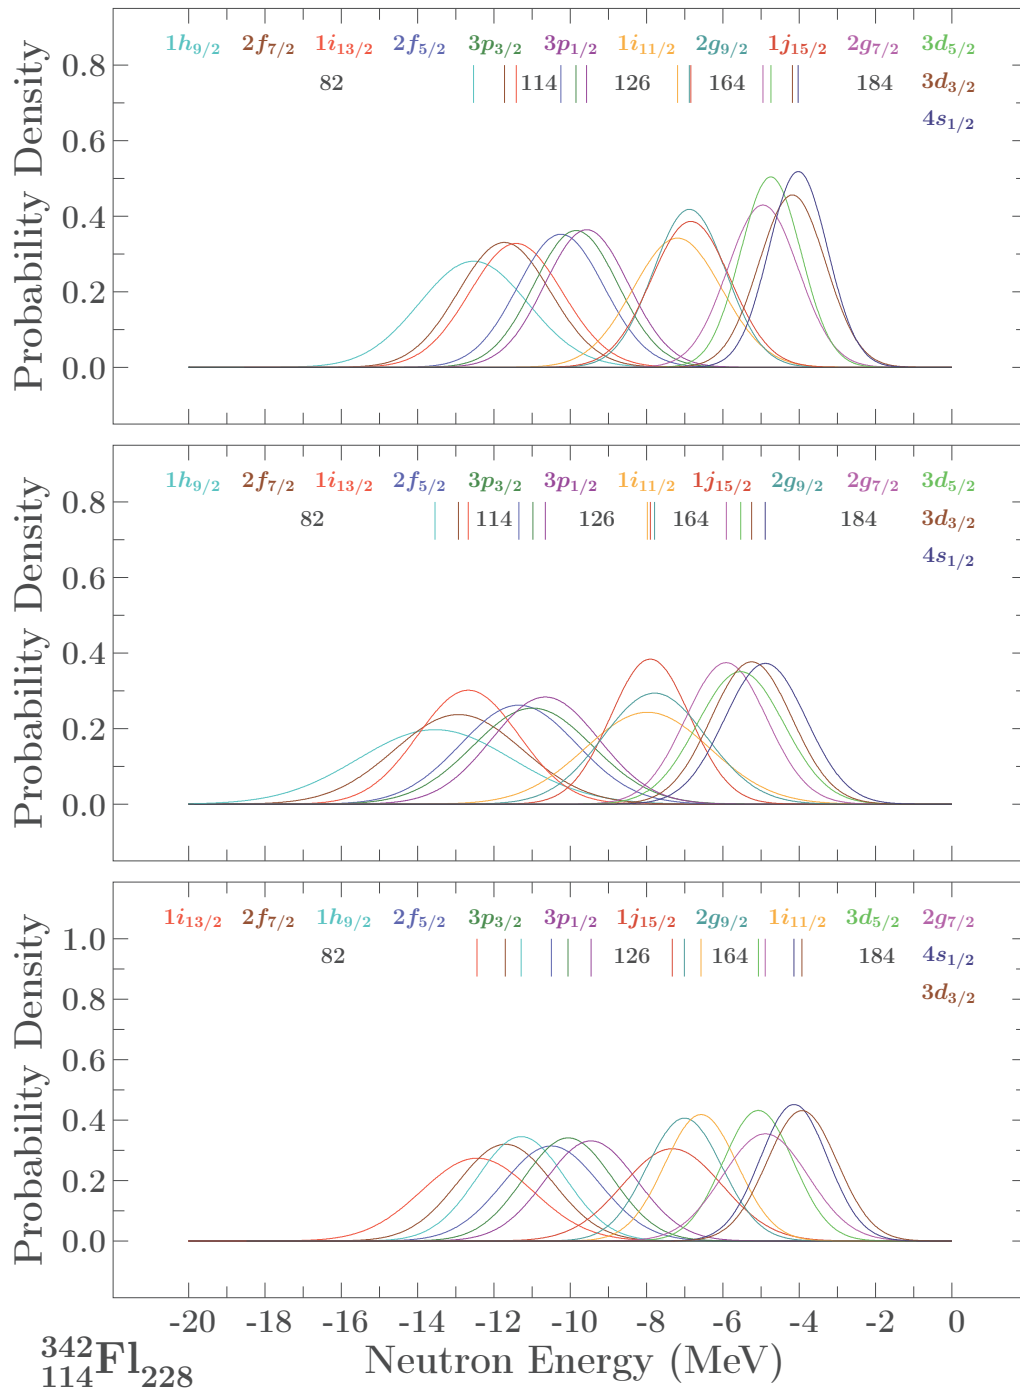 1h9/2 2f7/2 1i13/2 2f5/2 3p3/2 3p1/2 1i11/2 2g9/2 1j15/2 2g7/2 3d5/2
0.8
82 114 126 164 184 3d3/2
4s1/2
0.6
0.4
0.2
0.0
Probability Density
1h9/2 2f7/2 1i13/2 2f5/2 3p3/2 3p1/2 1i11/2 1j15/2 2g9/2 2g7/2 3d5/2
0.8
82 114 126 164 184 3d3/2
4s1/2
0.6
0.4
0.2
0.0
Probability Density
1i13/2 2f7/2 1h9/2 2f5/2 3p3/2 3p1/2 1j15/2 2g9/2 1i11/2 3d5/2 2g7/2
1.0
82 126 164 184 4s1/2
3d3/2
0.8
0.6
0.4
0.2
0.0
Probability Density
-20 -18 -16 -14 -12 -10 -8 -6 -4 -2 0
Neutron Energy (MeV)
342 114 Fl 228